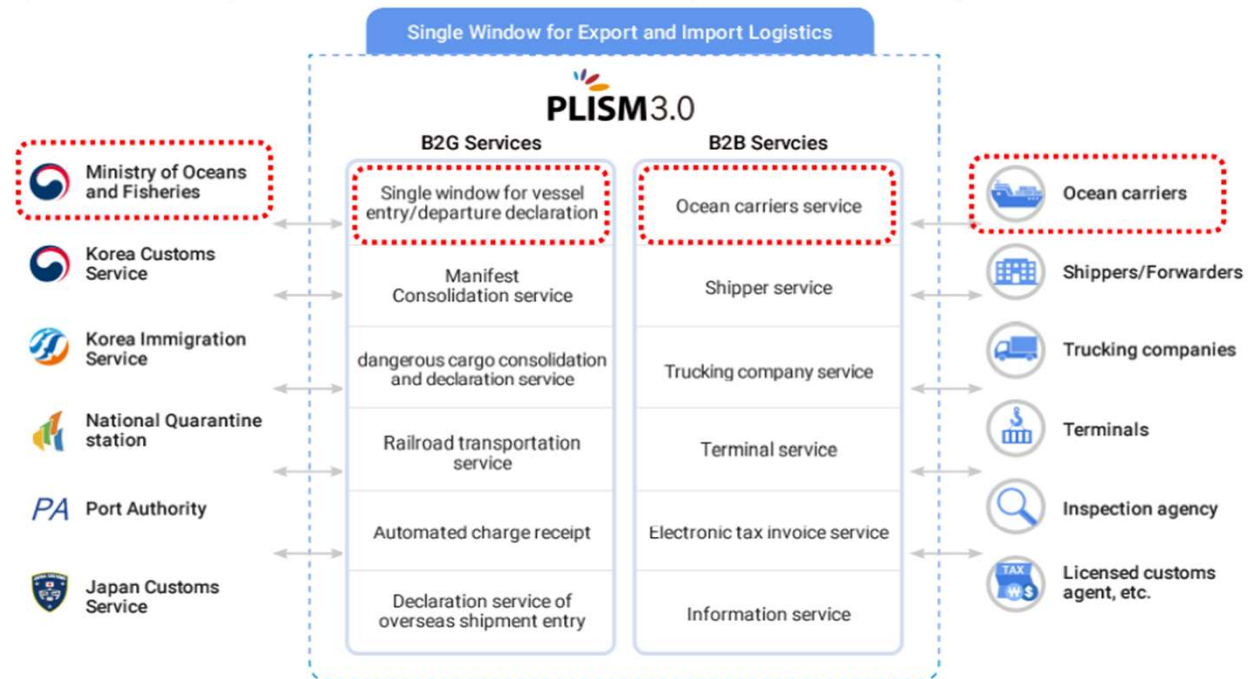 Single Window for Export and Import Logistics
PLISM3.0
B2G Services
B2B Servcies
Ministry of Oceans
and Fisheries
Korea Customs
Service
Korea Immigration
Service
National Quarantine
station
PA Port Authority
Japan Customs
Service
Single window for vessel
entry/departure declaration
Manifest
Consolidation service
dangerous cargo consolidation
and declaration service
Railroad transportation
service
Automated charge receipt
Declaration service of
overseas shipment entry
Ocean carriers service
Shipper service
Trucking company service
Terminal service
Electronic tax invoice service
Information service
Ocean carriers
Shippers/Forwarders
Trucking companies
Terminals
Inspection agency
TAX
₩$
Licensed customs
agent, etc.